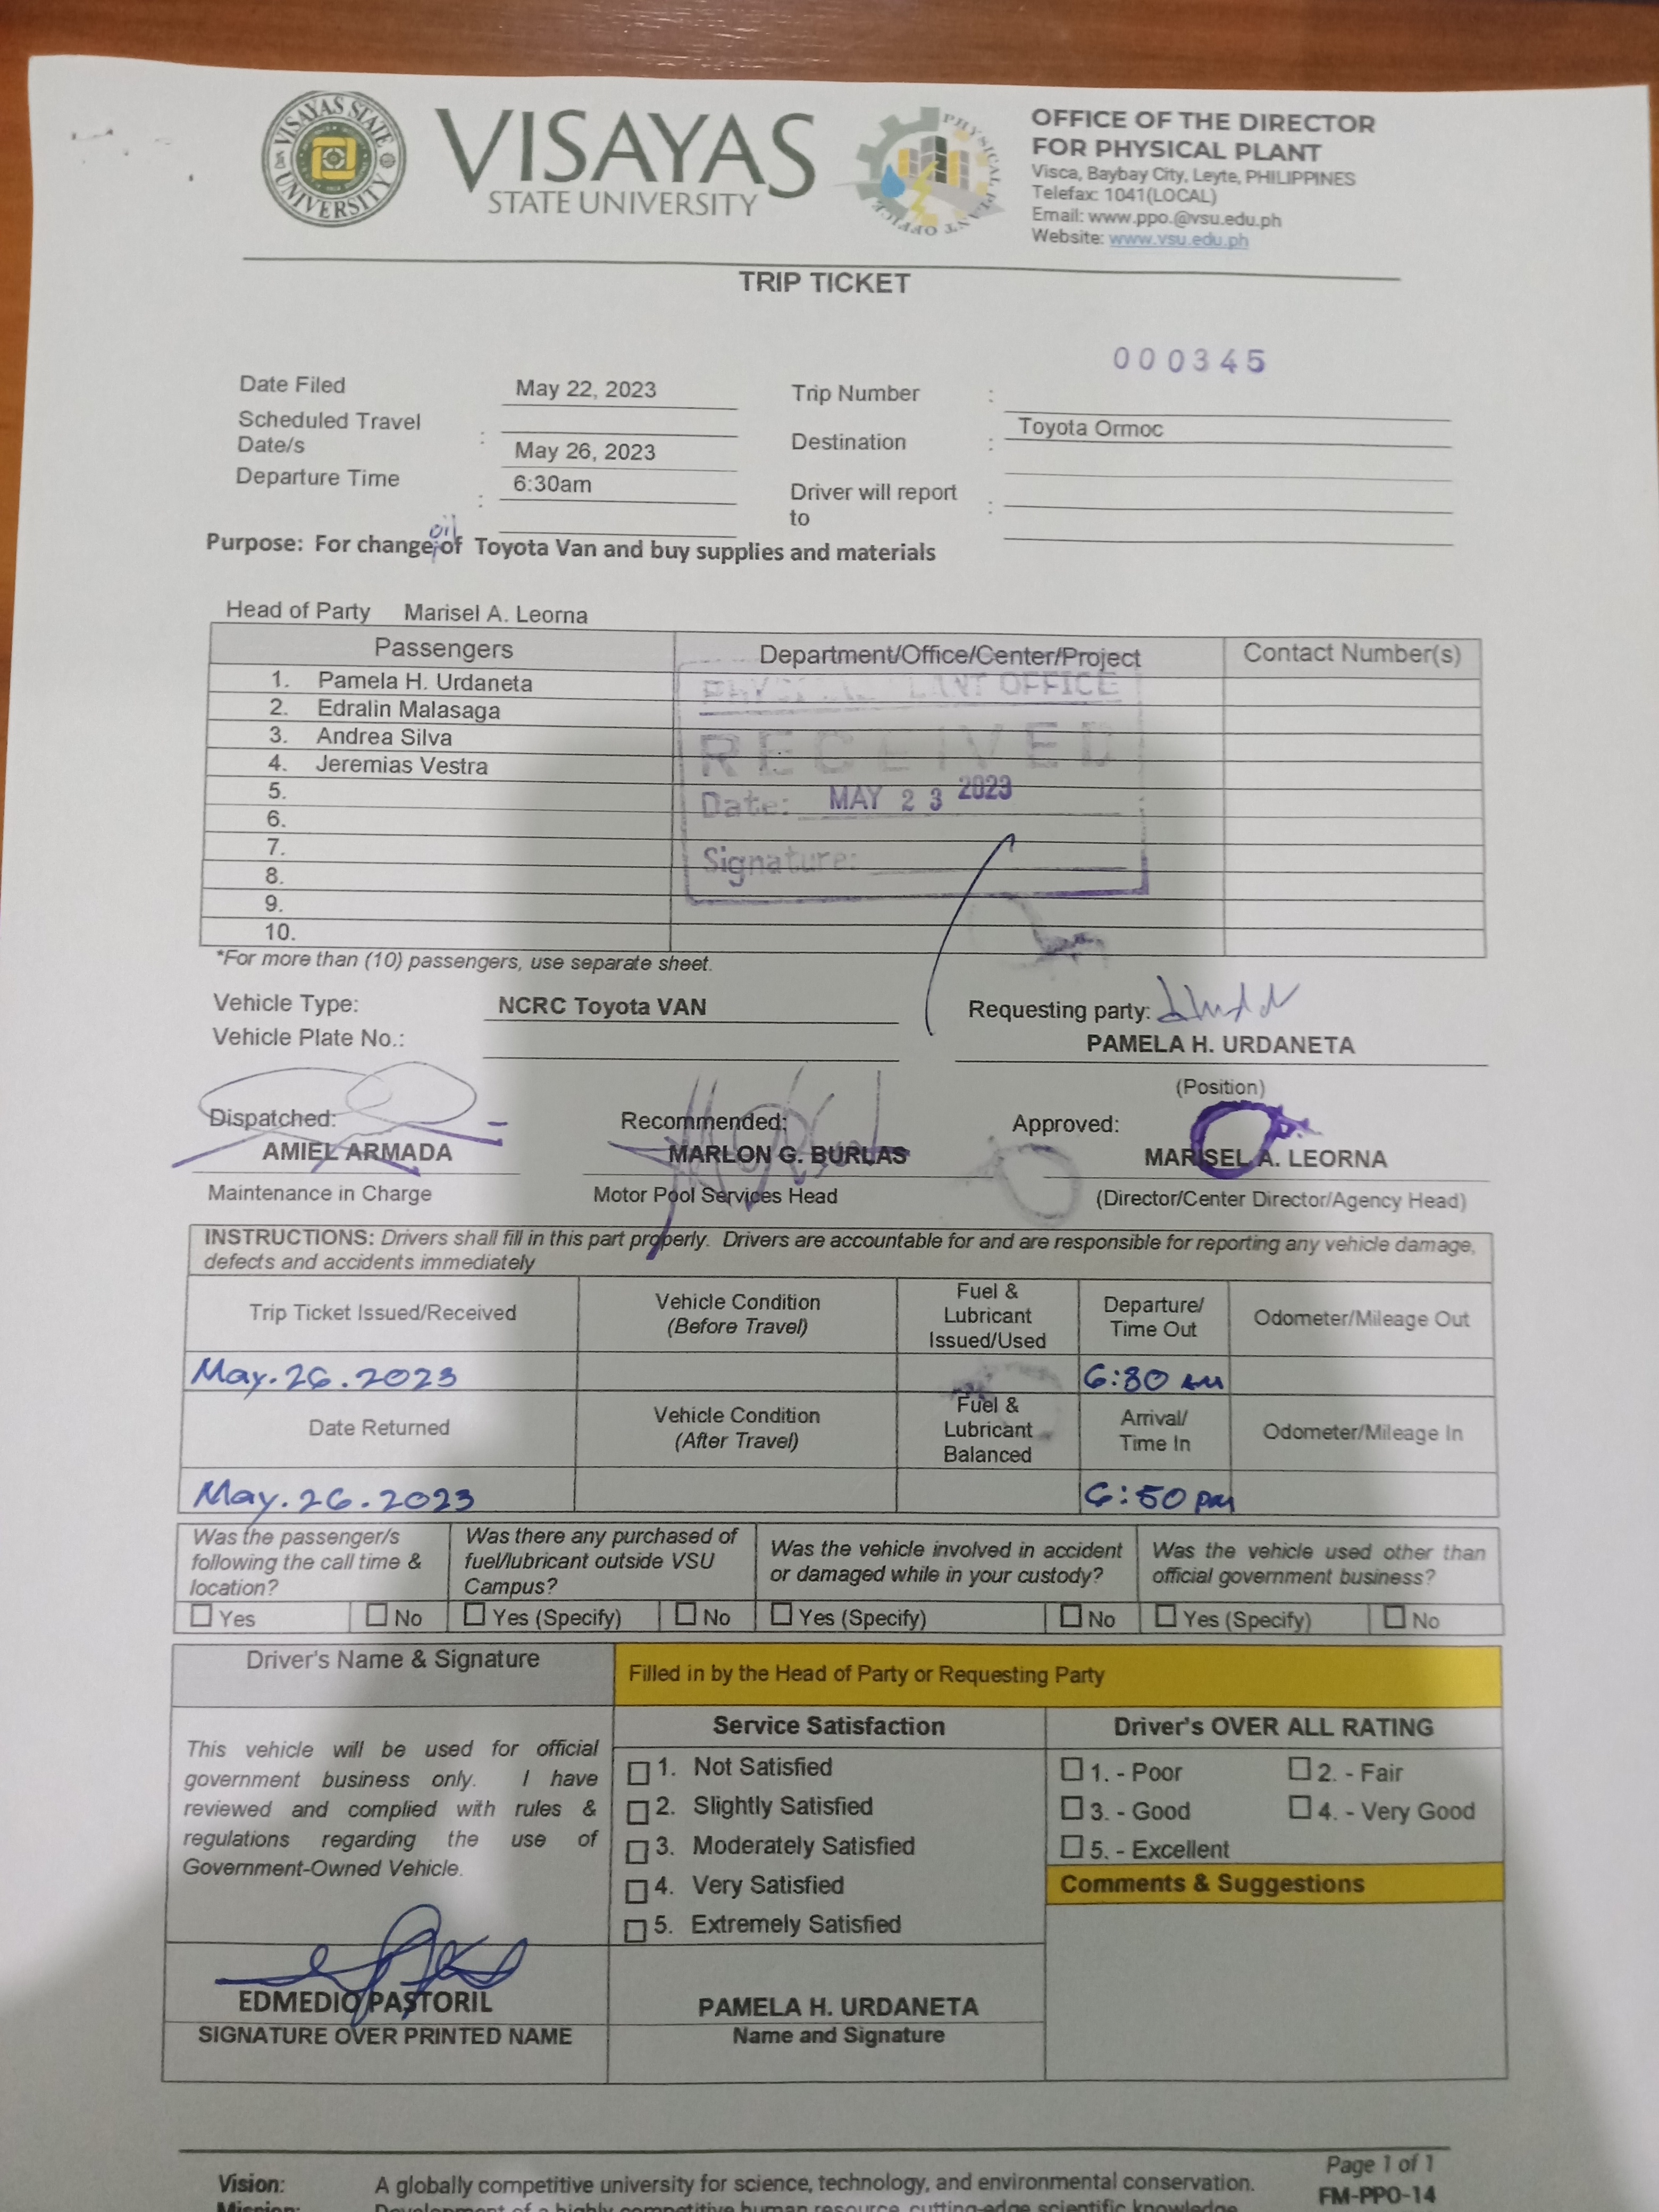 VISAYAS STATE UNIVERSITY
VISAYAS
STATE UNIVERSITY
PHYSICAL PLANT OFFICE
OFFICE OF THE DIRECTOR
FOR PHYSICAL PLANT
Visca, Baybay City, Leyte, PHILIPPINES
Telefax: 1041(LOCAL)
Email: www.ppo.@vsu.edu.ph
Website: www.vsu.edu.ph
TRIP TICKET
000345
Date Filed May 22, 2023 Trip Number :
Scheduled Travel Date/s : May 26, 2023 Destination : Toyota Ormoc
Departure Time : 6:30am Driver will report to :
Purpose: For change oil of Toyota Van and buy supplies and materials
Head of Party Marisel A. Leorna
Passengers Department/Office/Center/Project Contact Number(s)
1. Pamela H. Urdaneta
2. Edralin Malasaga
3. Andrea Silva
4. Jeremias Vestra
5.
6.
7.
8.
9.
10.
PHYSICAL PLANT OFFICE
RECEIVED
Date: MAY 23 2023
Signature:
*For more than (10) passengers, use separate sheet.
Vehicle Type: NCRC Toyota VAN Requesting party:
Vehicle Plate No.: PAMELA H. URDANETA
(Position)
Dispatched: Recommended: Approved:
AMIEL ARMADA MARLON G. BURLAS MARISEL A. LEORNA
Maintenance in Charge Motor Pool Services Head (Director/Center Director/Agency Head)
INSTRUCTIONS: Drivers shall fill in this part properly. Drivers are accountable for and are responsible for reporting any vehicle damage,
defects and accidents immediately
Trip Ticket Issued/Received Vehicle Condition (Before Travel) Fuel & Lubricant Issued/Used Departure/ Time Out Odometer/Mileage Out
May. 26. 2023 6:30 am
Date Returned Vehicle Condition (After Travel) Fuel & Lubricant Balanced Arrival/ Time In Odometer/Mileage In
May. 26. 2023 6:50 pm
Was the passenger/s following the call time & location? Was there any purchased of fuel/lubricant outside VSU Campus? Was the vehicle involved in accident or damaged while in your custody? Was the vehicle used other than official government business?
Yes No Yes (Specify) No Yes (Specify) No Yes (Specify) No
Driver's Name & Signature Filled in by the Head of Party or Requesting Party
Service Satisfaction Driver's OVER ALL RATING
This vehicle will be used for official
government business only. I have
reviewed and complied with rules &
regulations regarding the use of
Government-Owned Vehicle.
1. Not Satisfied
2. Slightly Satisfied
3. Moderately Satisfied
4. Very Satisfied
5. Extremely Satisfied
1. - Poor 2. - Fair
3. - Good 4. - Very Good
5. - Excellent
Comments & Suggestions
EDMEDIO PASTORIL PAMELA H. URDANETA
SIGNATURE OVER PRINTED NAME Name and Signature
Page 1 of 1
Vision: A globally competitive university for science, technology, and environmental conservation.
FM-PPO-14
Mission: Development of a highly competitive human resource, cutting-edge scientific knowledge